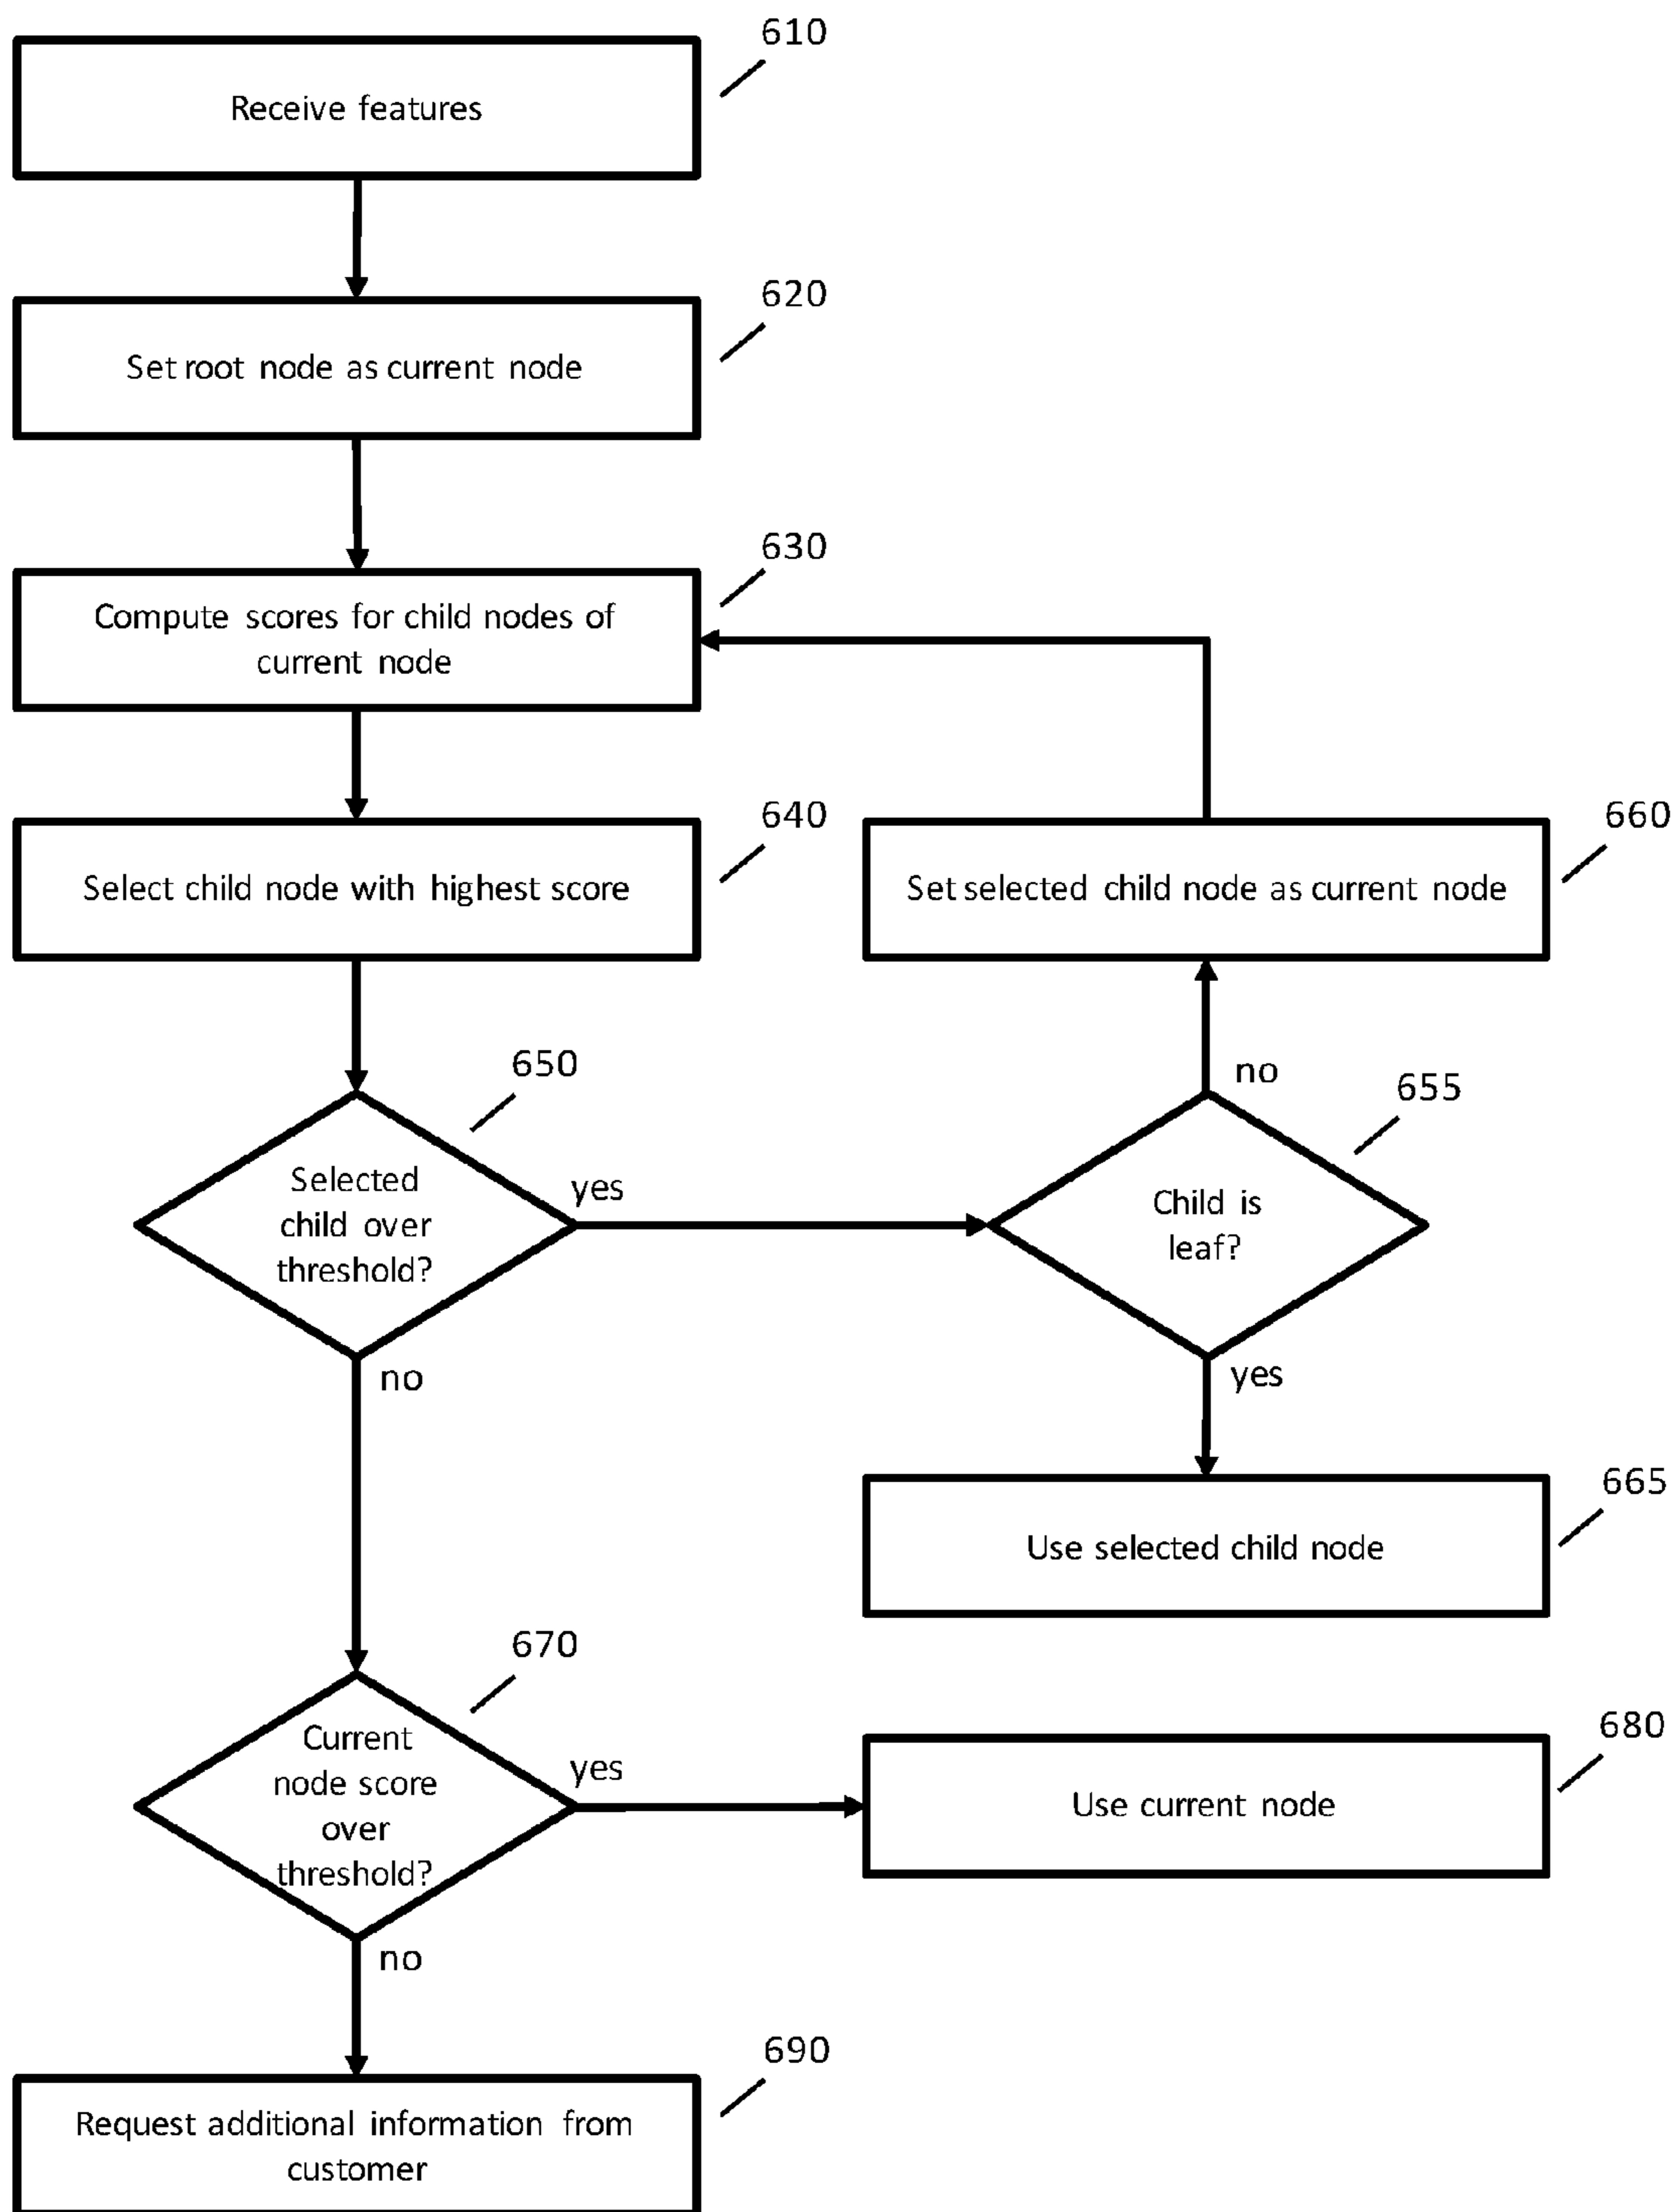 610
Receive features
620
Set root node as current node
630
Compute scores for child nodes of
current node
640
Select child node with highest score
660
Set selected child node as current node
650
Selected
child over
threshold?
yes
no
655
Child is
leaf?
no
yes
665
Use selected child node
670
Current
node score
over
threshold?
yes
no
680
Use current node
690
Request additional information from
customer